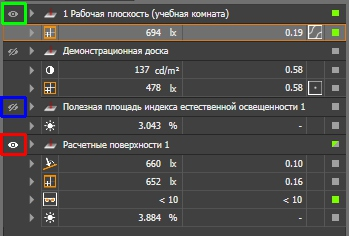 1 Рабочая плоскость (учебная комната)
694 lx 0.19
Демонстрационная доска
137 cd/m² 0.58
478 lx 0.58
Полезная площадь индекса естественной освещенности 1
3.043 % -
Расчетные поверхности 1
660 lx 0.10
652 lx 0.16
< 10 < 10
3.884 % -